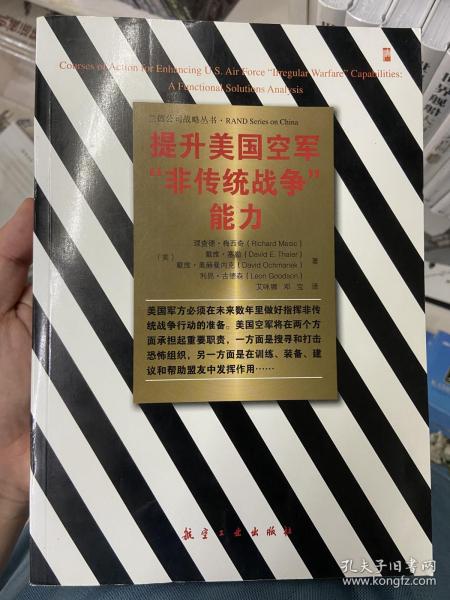 Courses of Action for Enhancing U.S. Air Force "Irregular Warfare" Capabilities:
A Functional Solutions Analysis
兰德公司战略丛书·RAND Series on China
提升美国空军
“非传统战争”
能力
理查德·梅西奇（Richard Mesic）
（美）
戴维·塞勒（David E. Thaler）
戴维·奥赫曼内克（David Ochmanek）
著
利昂·古德森（Leon Goodson）
艾咪娜 邓宝 译
美国军方必须在未来数年里做好指挥非传
统战争行动的准备。美国空军将在两个方
面承担起重要职责，一方面是搜寻和打击
恐怖组织，另一方面是在训练、装备、建
议和帮助盟友中发挥作用……
航空工业出版社
孔夫子旧书网
www.kongfz.com